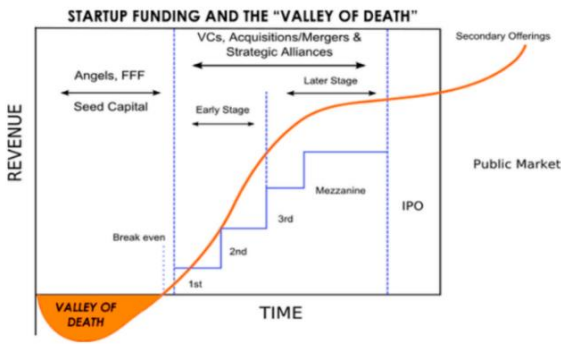 STARTUP FUNDING AND THE “VALLEY OF DEATH”
VCs, Acquisitions/Mergers &
Strategic Alliances
Secondary Offerings
Angels, FFF
Seed Capital
Later Stage
Early Stage
REVENUE
Public Market
Mezzanine
IPO
3rd
Break even
2nd
1st
VALLEY OF
DEATH
TIME